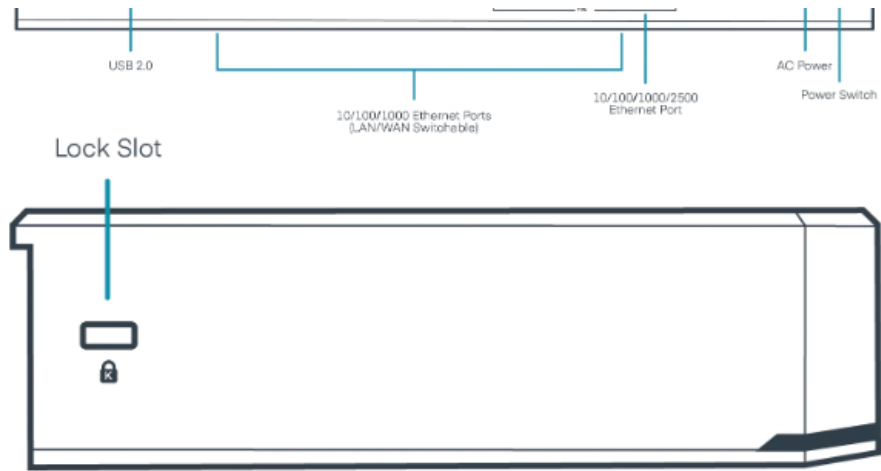 USB 2.0
AC Power
Power Switch
10/100/1000/2500
Ethernet Port
10/100/1000 Ethernet Ports
(LAN/WAN Switchable)
Lock Slot
K